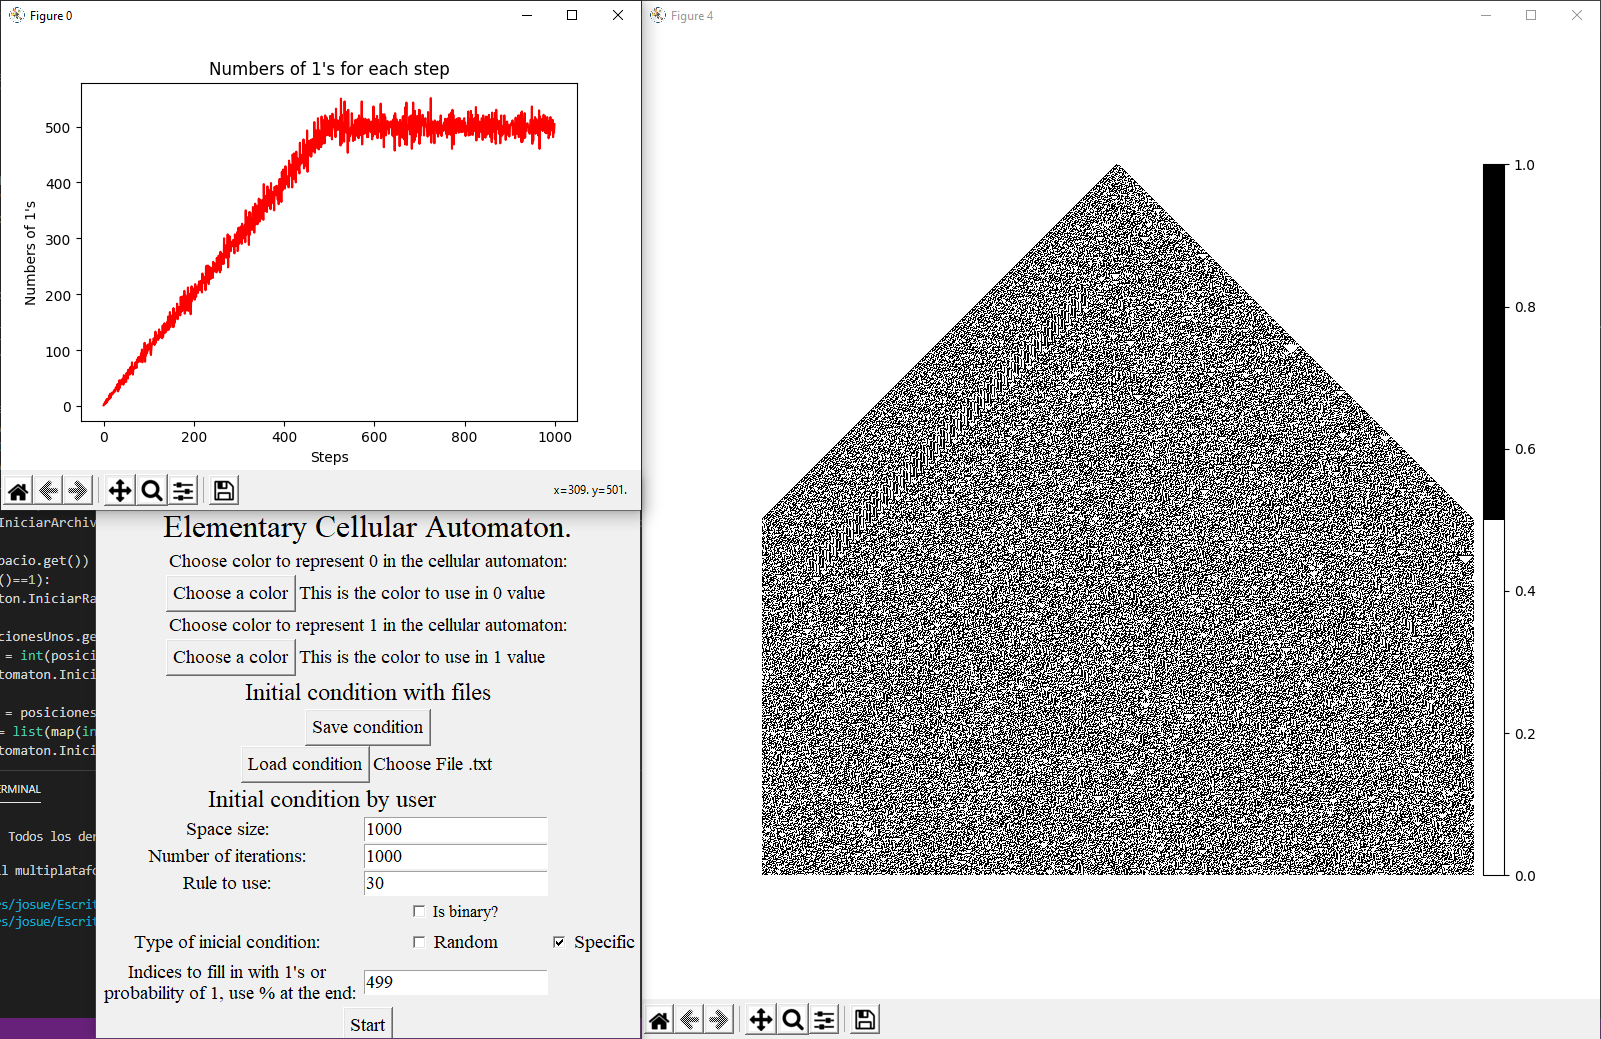 Figure 0
Numbers of 1's for each step
Numbers of 1's
500
400
300
200
100
0
0 200 400 600 800 1000
Steps
x=309. y=501.
Figure 4
1.0
0.8
0.6
0.4
0.2
0.0
IniciarArchiv
pacio.get())
()==1):
ton.IniciarRa
cionesUnos.ge
= int(posici
tomaton.Inici
= posiciones
= list(map(in
tomaton.Inici
ERMINAL
Todos los der
ll multiplatafo
rs/josue/Escrit
rs/josue/Escrit
Elementary Cellular Automaton.
Choose color to represent 0 in the cellular automaton:
Choose a color This is the color to use in 0 value
Choose color to represent 1 in the cellular automaton:
Choose a color This is the color to use in 1 value
Initial condition with files
Save condition
Load condition Choose File .txt
Initial condition by user
Space size: 1000
Number of iterations: 1000
Rule to use: 30
Is binary?
Type of inicial condition: Random Specific
Indices to fill in with 1's or
probability of 1, use % at the end: 499
Start